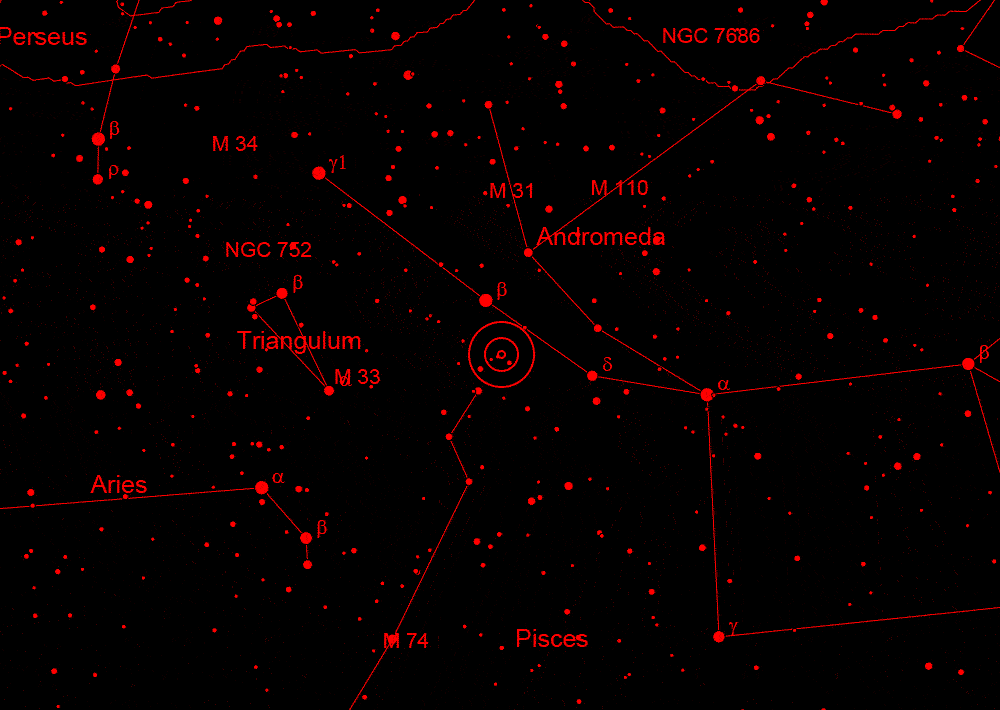 Perseus
NGC 7686
β
M 34
γ1
ρ
M 31
M 110
Andromeda
NGC 752
β
β
Triangulum
β
δ
M 33
α
α
Aries
α
β
γ
M 74
Pisces